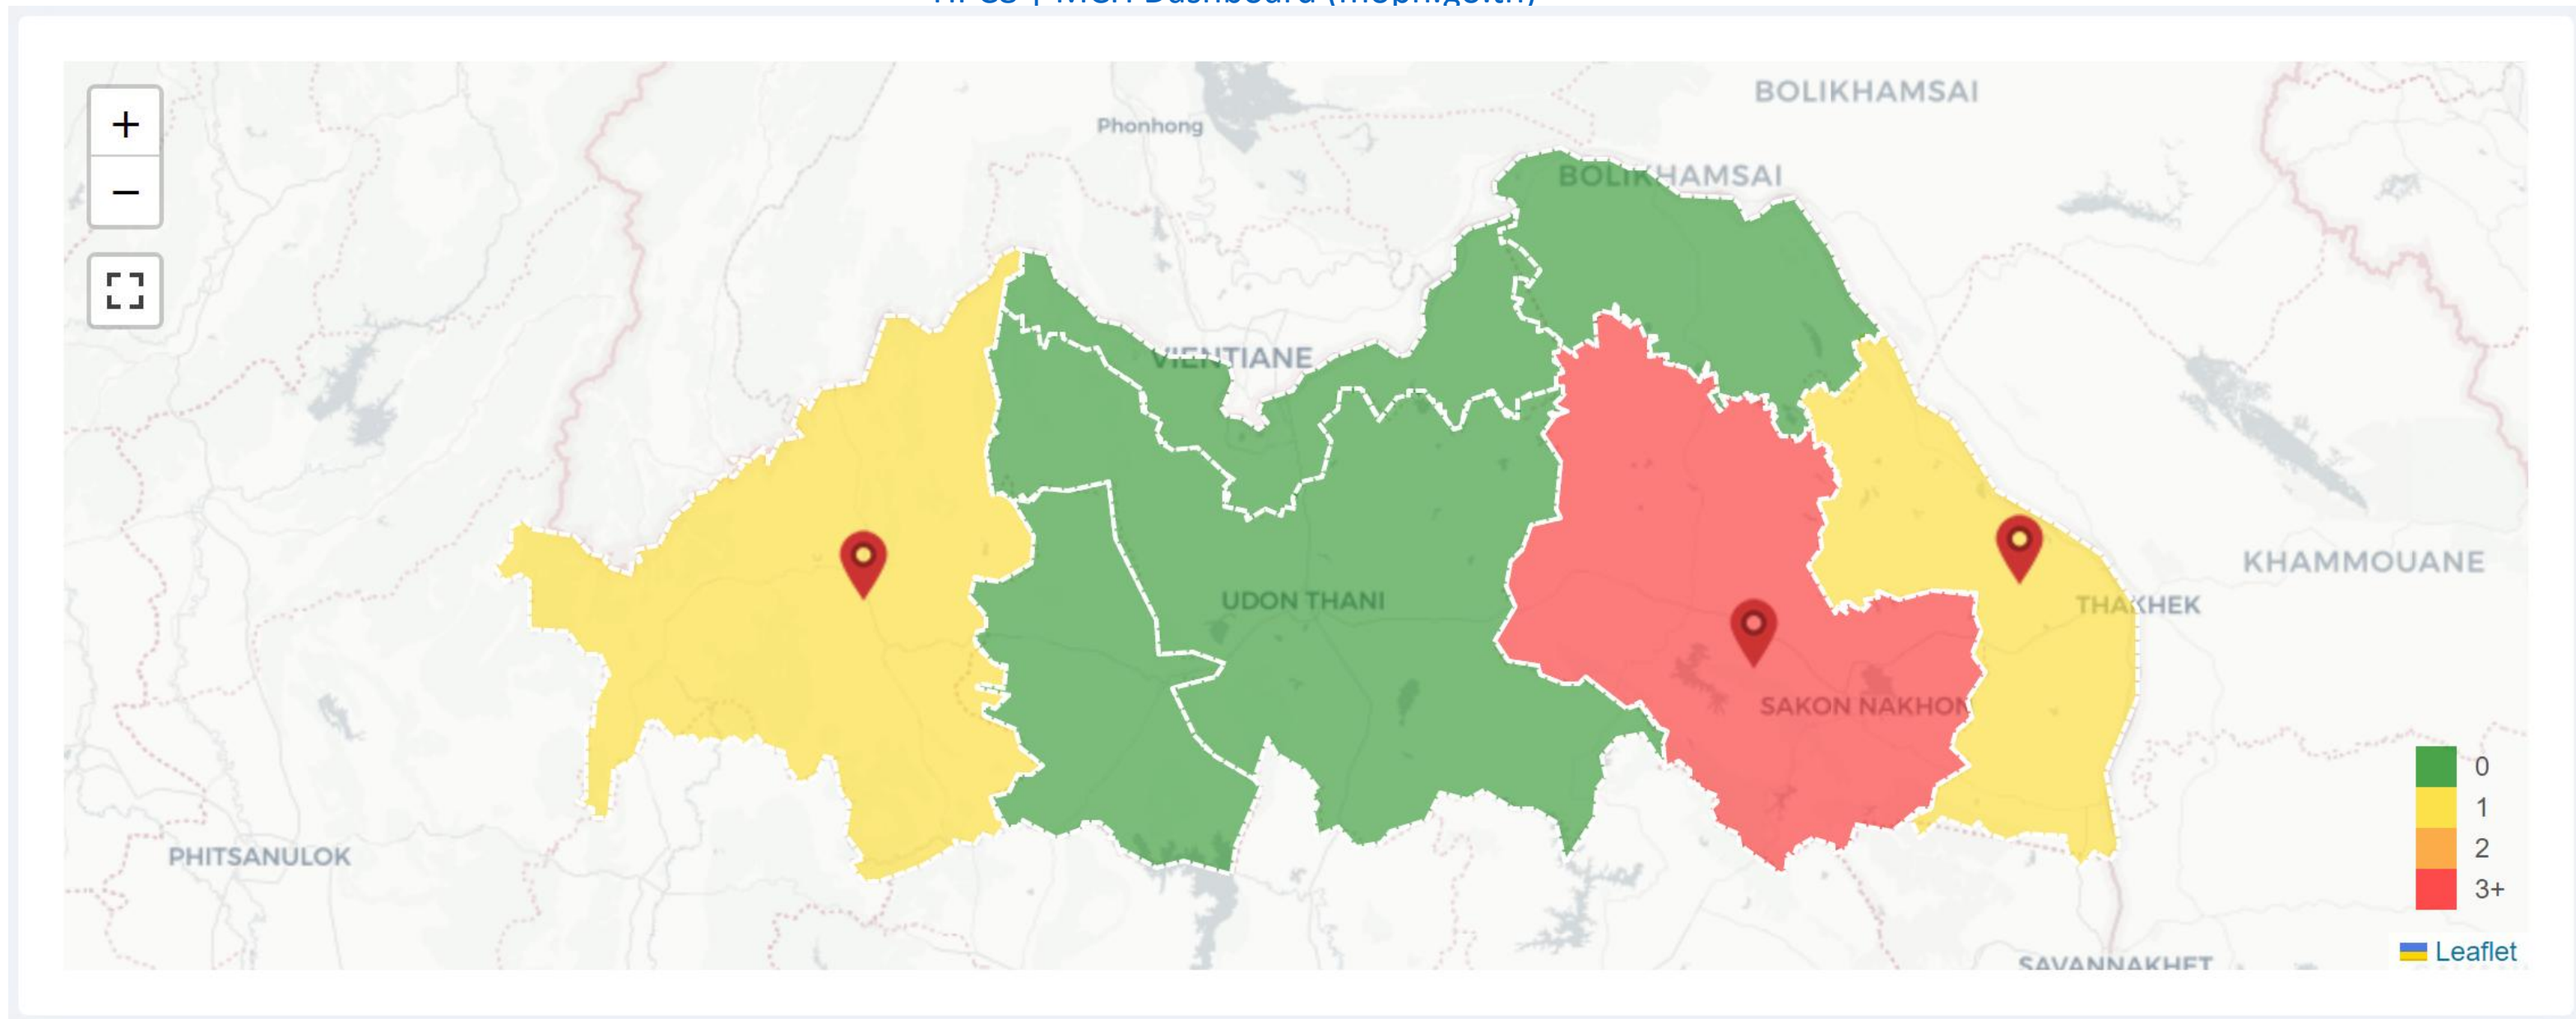 +
−
BOLIKHAMSAI
Phonhong
BOLIKHAMSAI
VIENTIANE
KHAMMOUANE
UDON THANI
THAKHEK
SAKON NAKHON
PHITSANULOK
0
1
2
3+
Leaflet
SAVANNAKHET